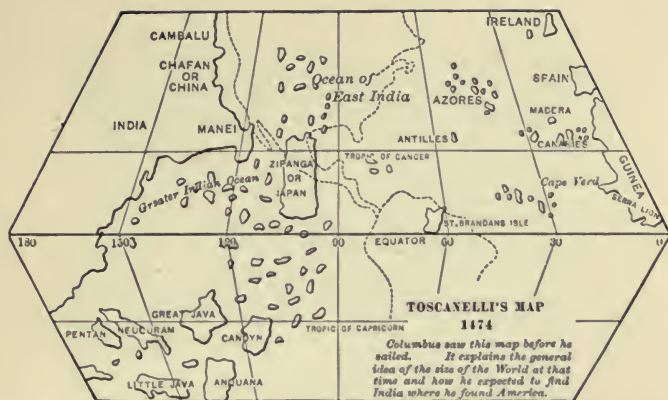 IRELAND
CAMBALU
CHAFAN
OR
CHINA
Ocean of
East India
SPAIN
AZORES
MADERA
INDIA
MANEI
ANTILLES
CANARIES
ZIPANGA
OR
JAPAN
TROPIC OF CANCER
GUINEA
Greater Indian Ocean
Cape Verd
SERRA LION
ST. BRANDANS ISLE
180
150
120
90
EQUATOR
60
30
TOSCANELLI'S MAP
1474
GREAT JAVA
PENTAN
NEUCURAM
CANDYN
TROPIC OF CAPRICORN
LITTLE JAVA
ANQUANA
Columbus saw this map before he
sailed. It explains the general
idea of the size of the World at that
time and how he expected to find
India where he found America.